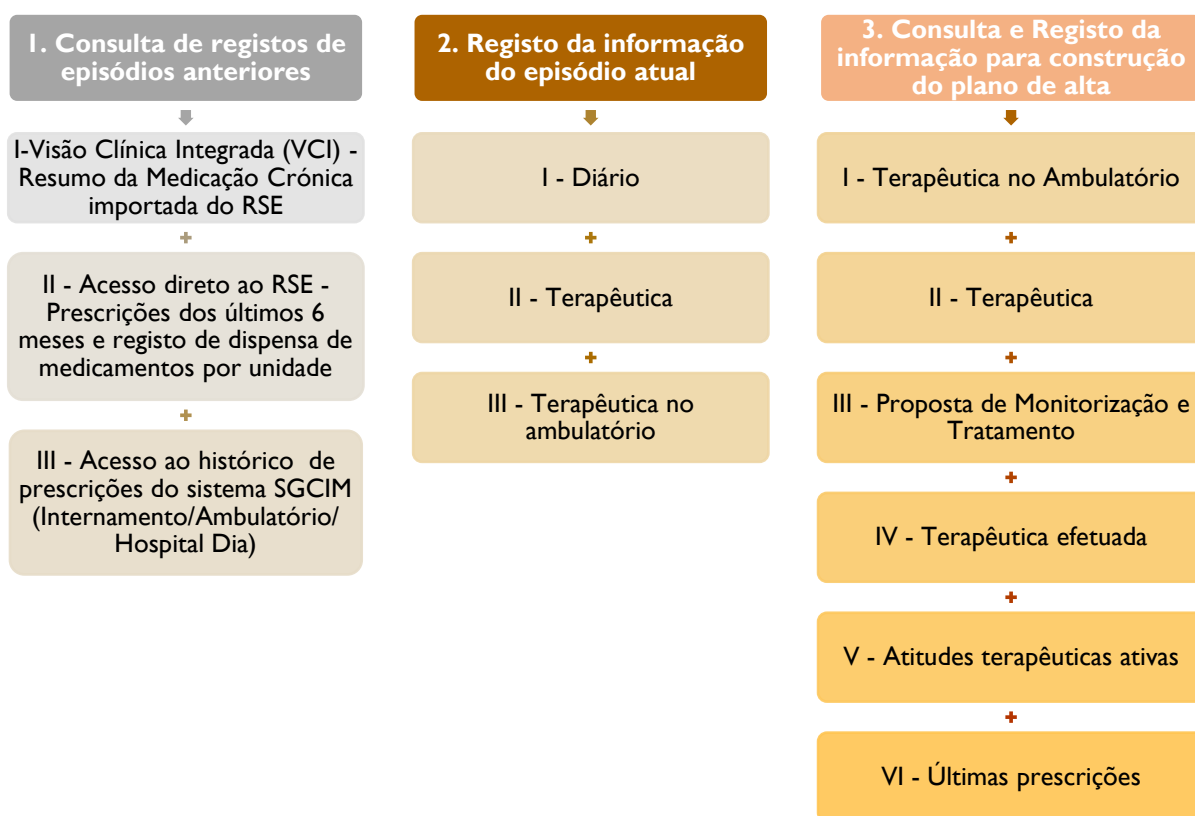 1. Consulta de registos de
episódios anteriores
I-Visão Clínica Integrada (VCI) -
Resumo da Medicação Crónica
importada do RSE
+
II - Acesso direto ao RSE -
Prescrições dos últimos 6
meses e registo de dispensa de
medicamentos por unidade
+
III - Acesso ao histórico de
prescrições do sistema SGCIM
(Internamento/Ambulatório/
Hospital Dia)
2. Registo da informação
do episódio atual
I - Diário
+
II - Terapêutica
+
III - Terapêutica no
ambulatório
3. Consulta e Registo da
informação para construção
do plano de alta
I - Terapêutica no Ambulatório
+
II - Terapêutica
+
III - Proposta de Monitorização e
Tratamento
+
IV - Terapêutica efetuada
+
V - Atitudes terapêuticas ativas
+
VI - Últimas prescrições